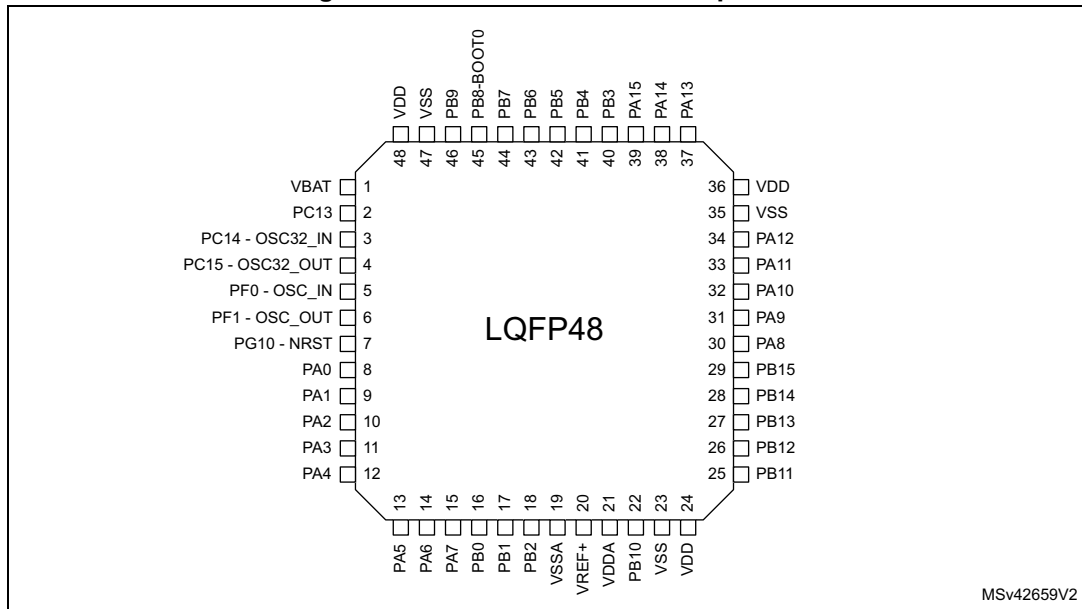 VDD
VSS
PB9
PB8-BOOT0
PB7
PB6
PB5
PB4
PB3
PA15
PA14
PA13
48
47
46
45
44
43
42
41
40
39
38
37
VBAT 1
PC13 2
PC14 - OSC32_IN 3
PC15 - OSC32_OUT 4
PF0 - OSC_IN 5
PF1 - OSC_OUT 6
PG10 - NRST 7
PA0 8
PA1 9
PA2 10
PA3 11
PA4 12
LQFP48
36 VDD
35 VSS
34 PA12
33 PA11
32 PA10
31 PA9
30 PA8
29 PB15
28 PB14
27 PB13
26 PB12
25 PB11
13
14
15
16
17
18
19
20
21
22
23
24
PA5
PA6
PA7
PB0
PB1
PB2
VSSA
VREF+
VDDA
PB10
VSS
VDD
MSv42659V2